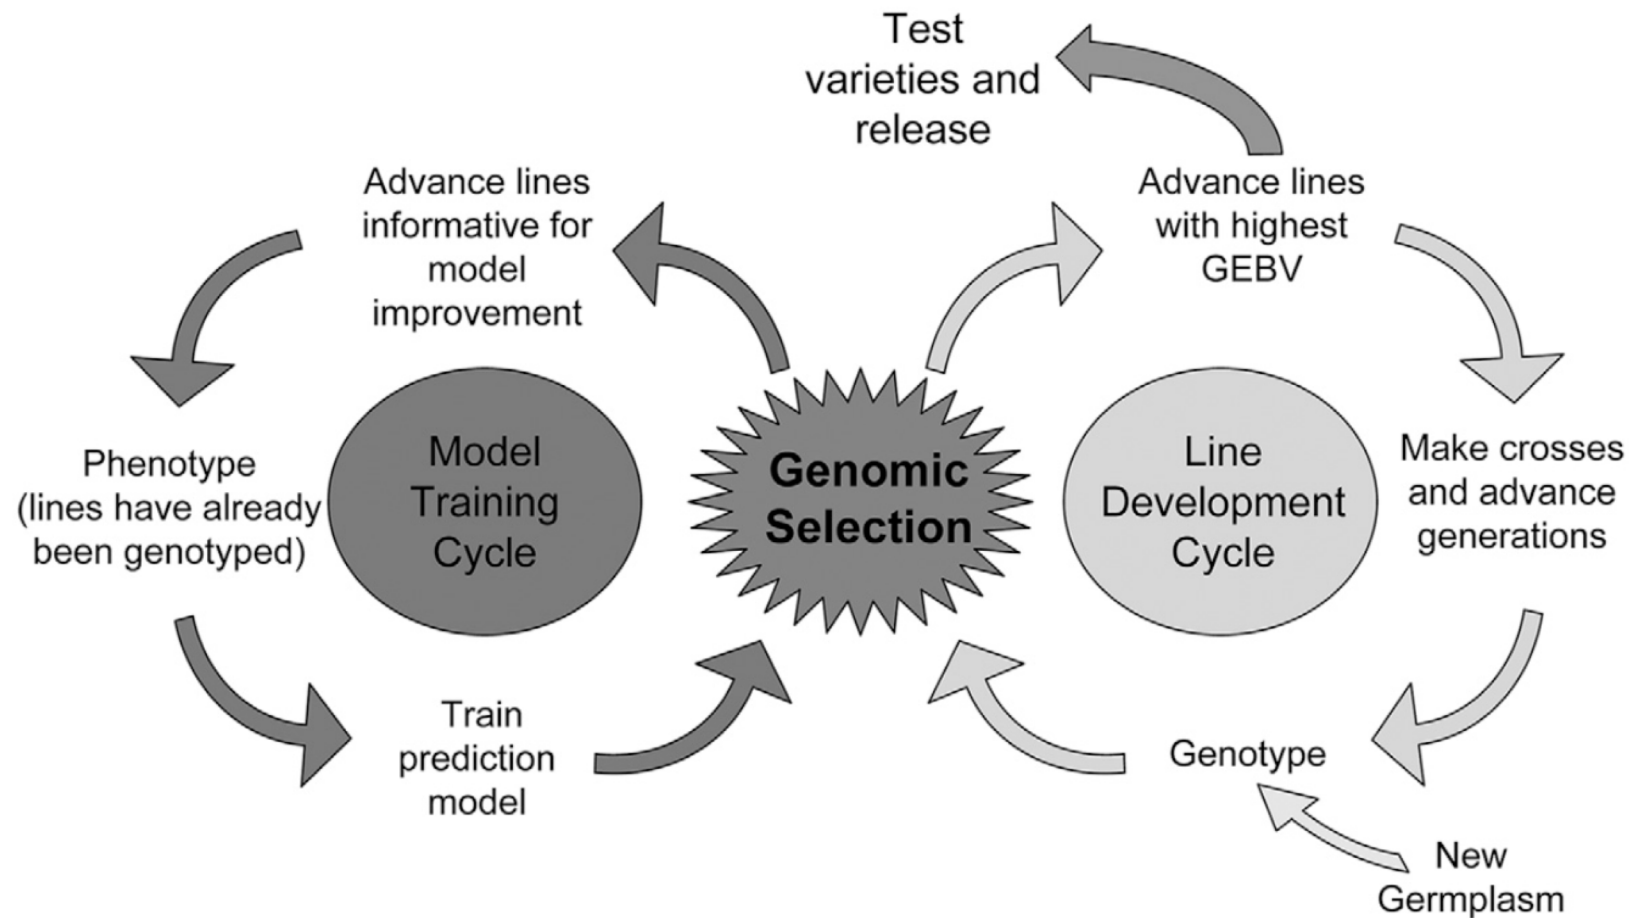 Test
varieties and
release
Advance lines
informative for
model
improvement
Advance lines
with highest
GEBV
Phenotype
(lines have already
been genotyped)
Model
Training
Cycle
Genomic
Selection
Line
Development
Cycle
Make crosses
and advance
generations
Train
prediction
model
Genotype
New
Germplasm